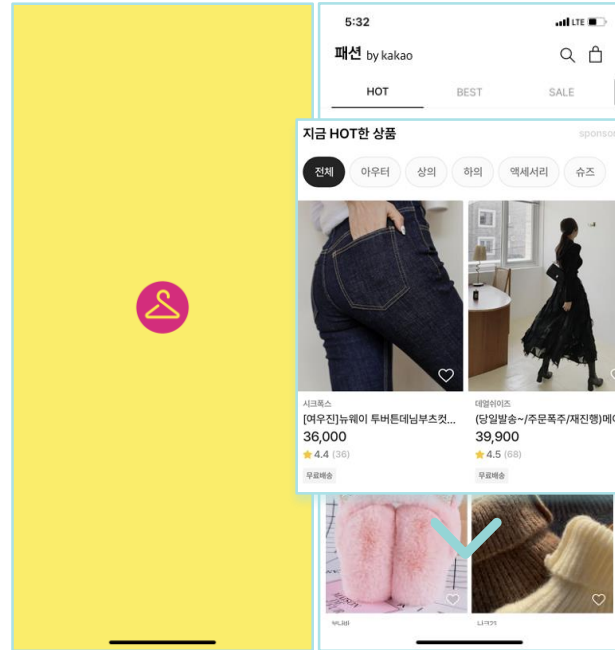 5:32
LTE
패션 by kakao
HOT BEST SALE
지금 HOT한 상품
sponsor
전체 아우터 상의 하의 액세서리 슈즈
시크폭스
데얼쉬이즈
[여우진]뉴웨이 투버튼데님부츠컷...
(당일발송~/주문폭주/재진행)메이
36,000
39,900
4.4 (36)
4.5 (68)
무료배송
무료배송